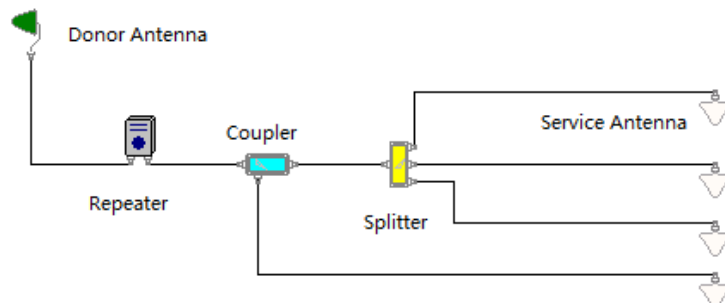 Donor Antenna
Coupler
Service Antenna
Repeater
Splitter